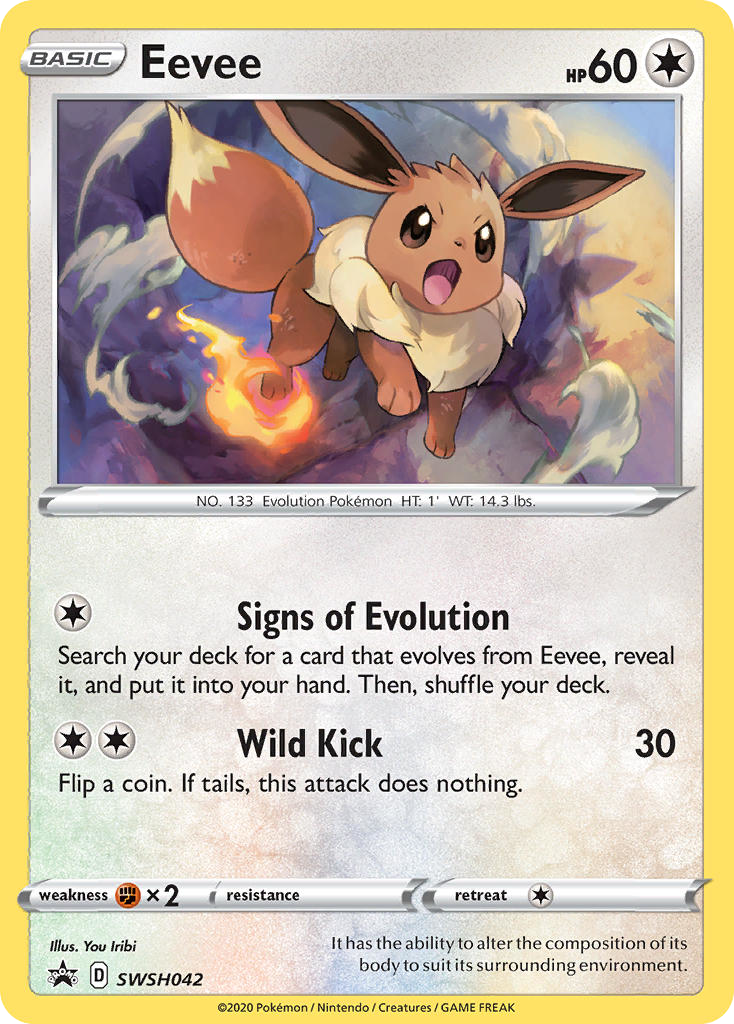 BASIC Eevee HP60
NO. 133 Evolution Pokémon HT: 1' WT: 14.3 lbs.
Signs of Evolution
Search your deck for a card that evolves from Eevee, reveal
it, and put it into your hand. Then, shuffle your deck.
Wild Kick 30
Flip a coin. If tails, this attack does nothing.
weakness ×2 resistance retreat
Illus. You Iribi
It has the ability to alter the composition of its
body to suit its surrounding environment.
D SWSH042
©2020 Pokémon / Nintendo / Creatures / GAME FREAK